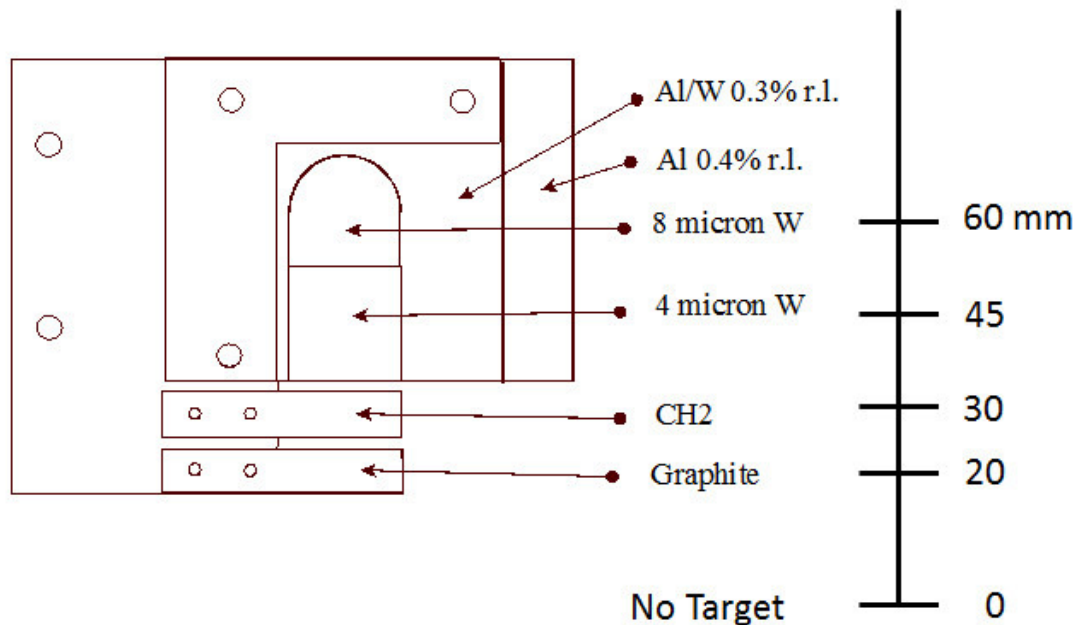 Al/W 0.3% r.l.
Al 0.4% r.l.
8 micron W
60 mm
4 micron W
45
CH2
30
Graphite
20
No Target
0